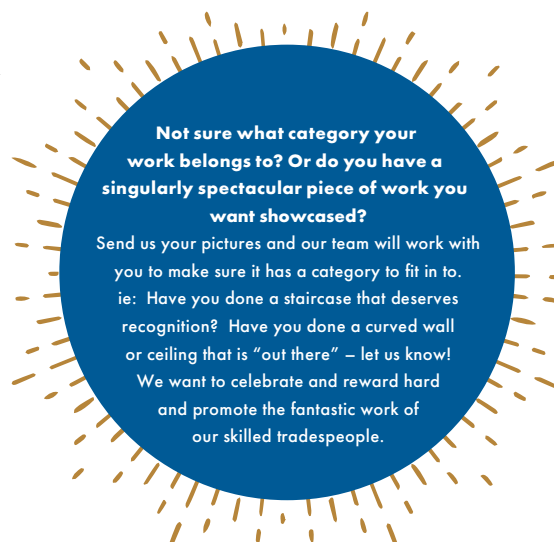 Not sure what category your
work belongs to? Or do you have a
singularly spectacular piece of work you
want showcased?
Send us your pictures and our team will work with
you to make sure it has a category to fit in to.
ie:  Have you done a staircase that deserves
recognition?  Have you done a curved wall
or ceiling that is “out there” – let us know!
We want to celebrate and reward hard
and promote the fantastic work of
our skilled tradespeople.